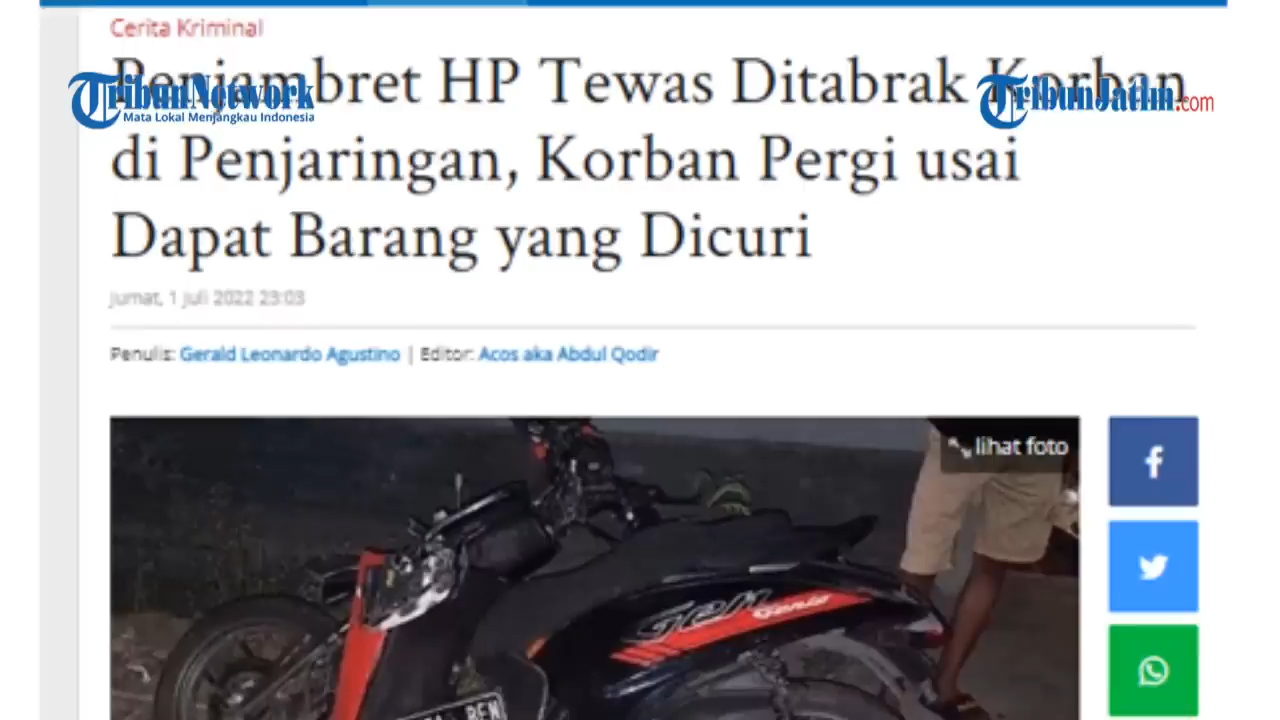 Cerita Kriminal
Penjambret HP Tewas Ditabrak Korban
TribunNetwork
Mata Lokal Menjangkau Indonesia
TribunJatim.com
di Penjaringan, Korban Pergi usai
Dapat Barang yang Dicuri
Jumat, 1 Juli 2022 23:03
Penulis: Gerald Leonardo Agustino | Editor: Acos aka Abdul Qodir
lihat foto
Genio